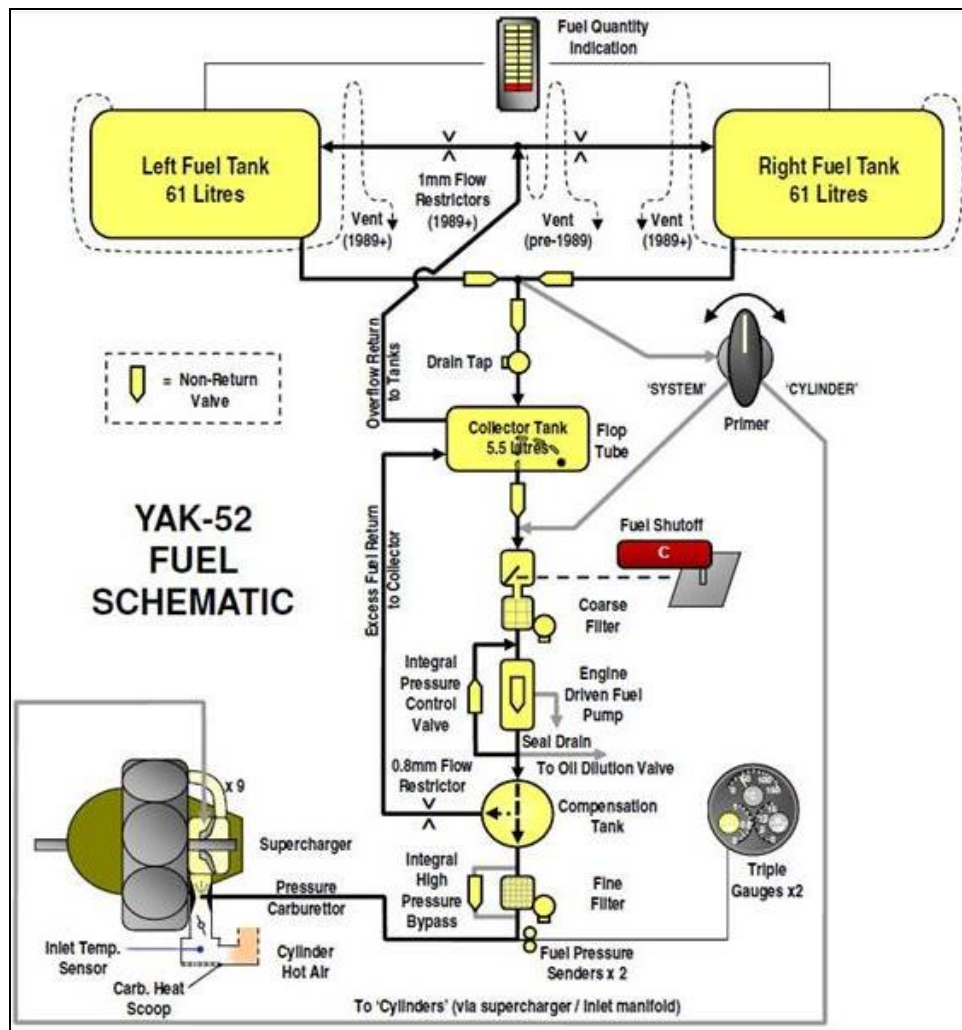 Fuel Quantity
Indication
Left Fuel Tank
61 Litres
Right Fuel Tank
61 Litres
1mm Flow
Restrictors
(1989+)
Vent
(1989+)
Vent
(pre-1989)
Vent
(1989+)
Overflow Return
to Tanks
Drain Tap
= Non-Return
Valve
'SYSTEM'
'CYLINDER'
Primer
Collector Tank
5.5 Litres
Flop
Tube
YAK-52
FUEL
SCHEMATIC
Excess Fuel Return
to Collector
Fuel Shutoff
C
Coarse
Filter
Integral
Pressure
Control
Valve
Engine
Driven Fuel
Pump
Seal Drain
To Oil Dilution Valve
0.8mm Flow
Restrictor
Compensation
Tank
x 9
Supercharger
Integral
High
Pressure
Bypass
Fine
Filter
Triple
Gauges x2
Pressure
Carburettor
Inlet Temp.
Sensor
Cylinder
Hot Air
Carb. Heat
Scoop
Fuel Pressure
Senders x 2
To 'Cylinders' (via supercharger / Inlet manifold)